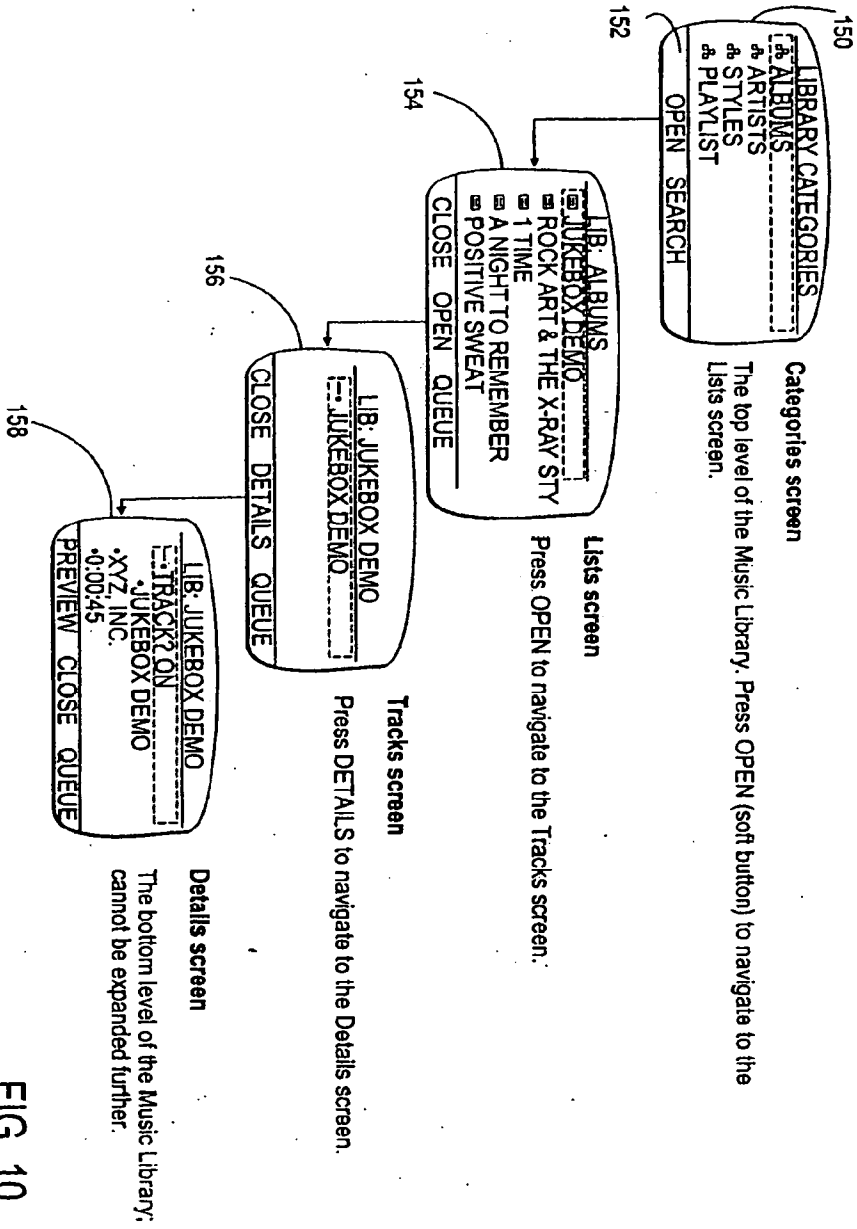 150
LIBRARY CATEGORIES
ALBUMS
ARTISTS
STYLES
PLAYLIST
OPEN SEARCH
152
Categories screen
The top level of the Music Library. Press OPEN (soft button) to navigate to the
Lists screen.
LIB: ALBUMS
JUKEBOX DEMO
ROCK ART & THE X-RAY STY
1 TIME
A NIGHT TO REMEMBER
POSITIVE SWEAT
CLOSE OPEN QUEUE
154
Lists screen
Press OPEN to navigate to the Tracks screen.
LIB: JUKEBOX DEMO
JUKEBOX DEMO
CLOSE DETAILS QUEUE
156
Tracks screen
Press DETAILS to navigate to the Details screen.
LIB: JUKEBOX DEMO
•TRACK? ON
•JUKEBOX DEMO
•XYZ, INC.
•0:00:45
PREVIEW CLOSE QUEUE
158
Details screen
The bottom level of the Music Library;
cannot be expanded further.
FIG. 10